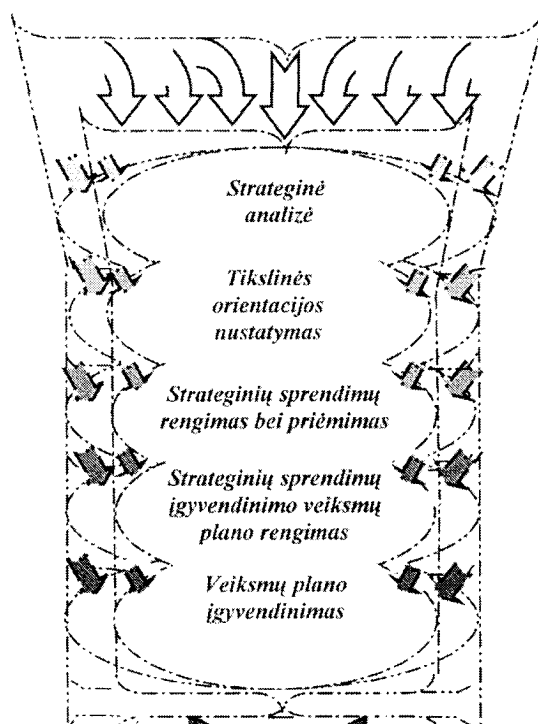 Strateginė
analizė
Tikslinės
orientacijos
nustatymas
Strateginių sprendimų
rengimas bei priėmimas
Strateginių sprendimų
įgyvendinimo veiksmų
plano rengimas
Veiksmų plano
įgyvendinimas